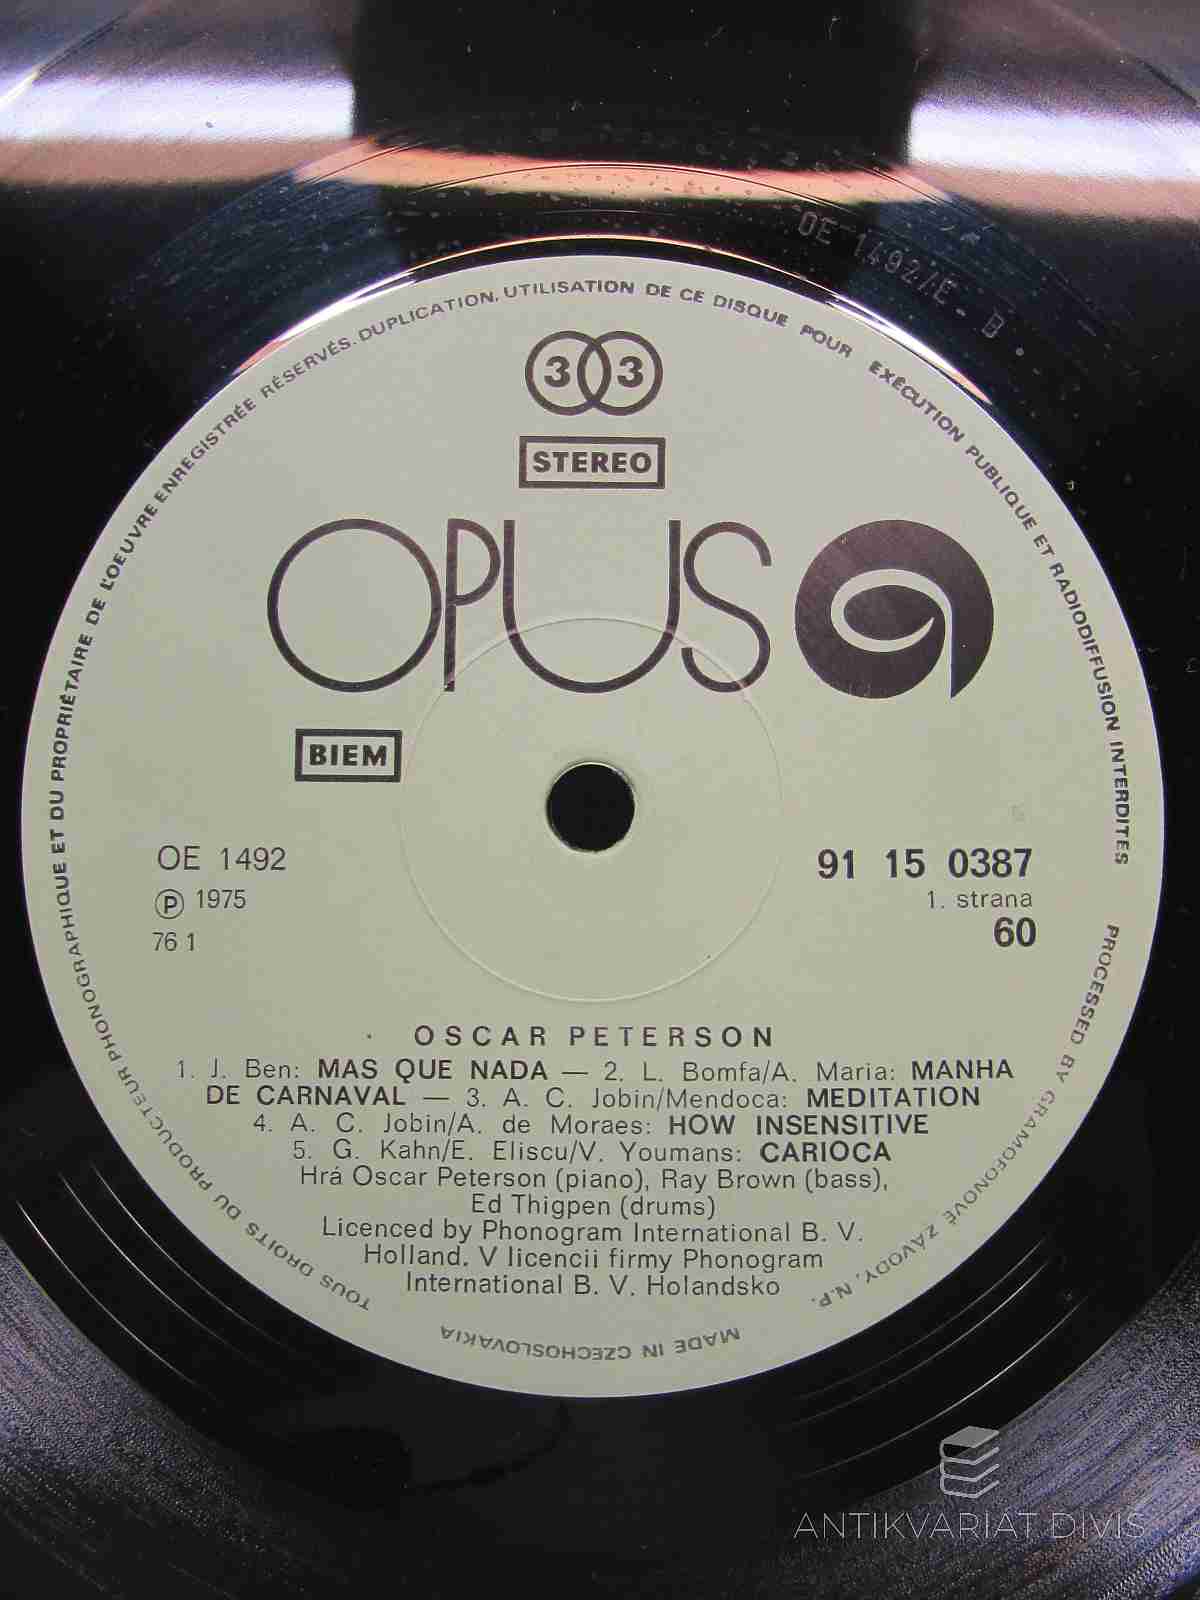 OE 1492/E - B
TOUS DROITS DU PRODUCTEUR PHONOGRAPHIQUE ET DU PROPRIÉTAIRE DE L'OEUVRE ENREGISTRÉE RÉSERVÉS. DUPLICATION, UTILISATION DE CE DISQUE POUR EXÉCUTION PUBLIQUE ET RADIODIFFUSION INTERDITES
33
STEREO
OPUS
BIEM
OE 1492
℗ 1975
76 1
91 15 0387
1. strana
60
OSCAR PETERSON
1. J. Ben: MAS QUE NADA — 2. L. Bomfa/A. Maria: MANHA
DE CARNAVAL — 3. A. C. Jobin/Mendoca: MEDITATION
4. A. C. Jobin/A. de Moraes: HOW INSENSITIVE
5. G. Kahn/E. Eliscu/V. Youmans: CARIOCA
Hrá Oscar Peterson (piano), Ray Brown (bass),
Ed Thigpen (drums)
Licenced by Phonogram International B. V.
Holland. V licencii firmy Phonogram
International B. V. Holandsko
PROCESSED BY GRAMOFONOVÉ ZÁVODY, N.P.
MADE IN CZECHOSLOVAKIA
ANTIKVARIAT DIVIS